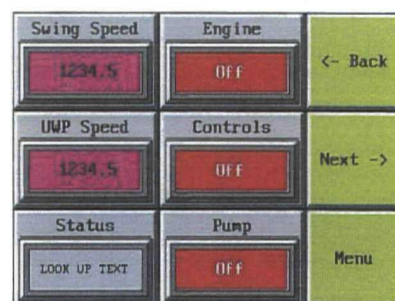 Swing Speed
1234.5
Engine
Off
<- Back
UWP Speed
1234.5
Controls
Off
Next ->
Status
LOOK UP TEXT
Pump
Off
Menu